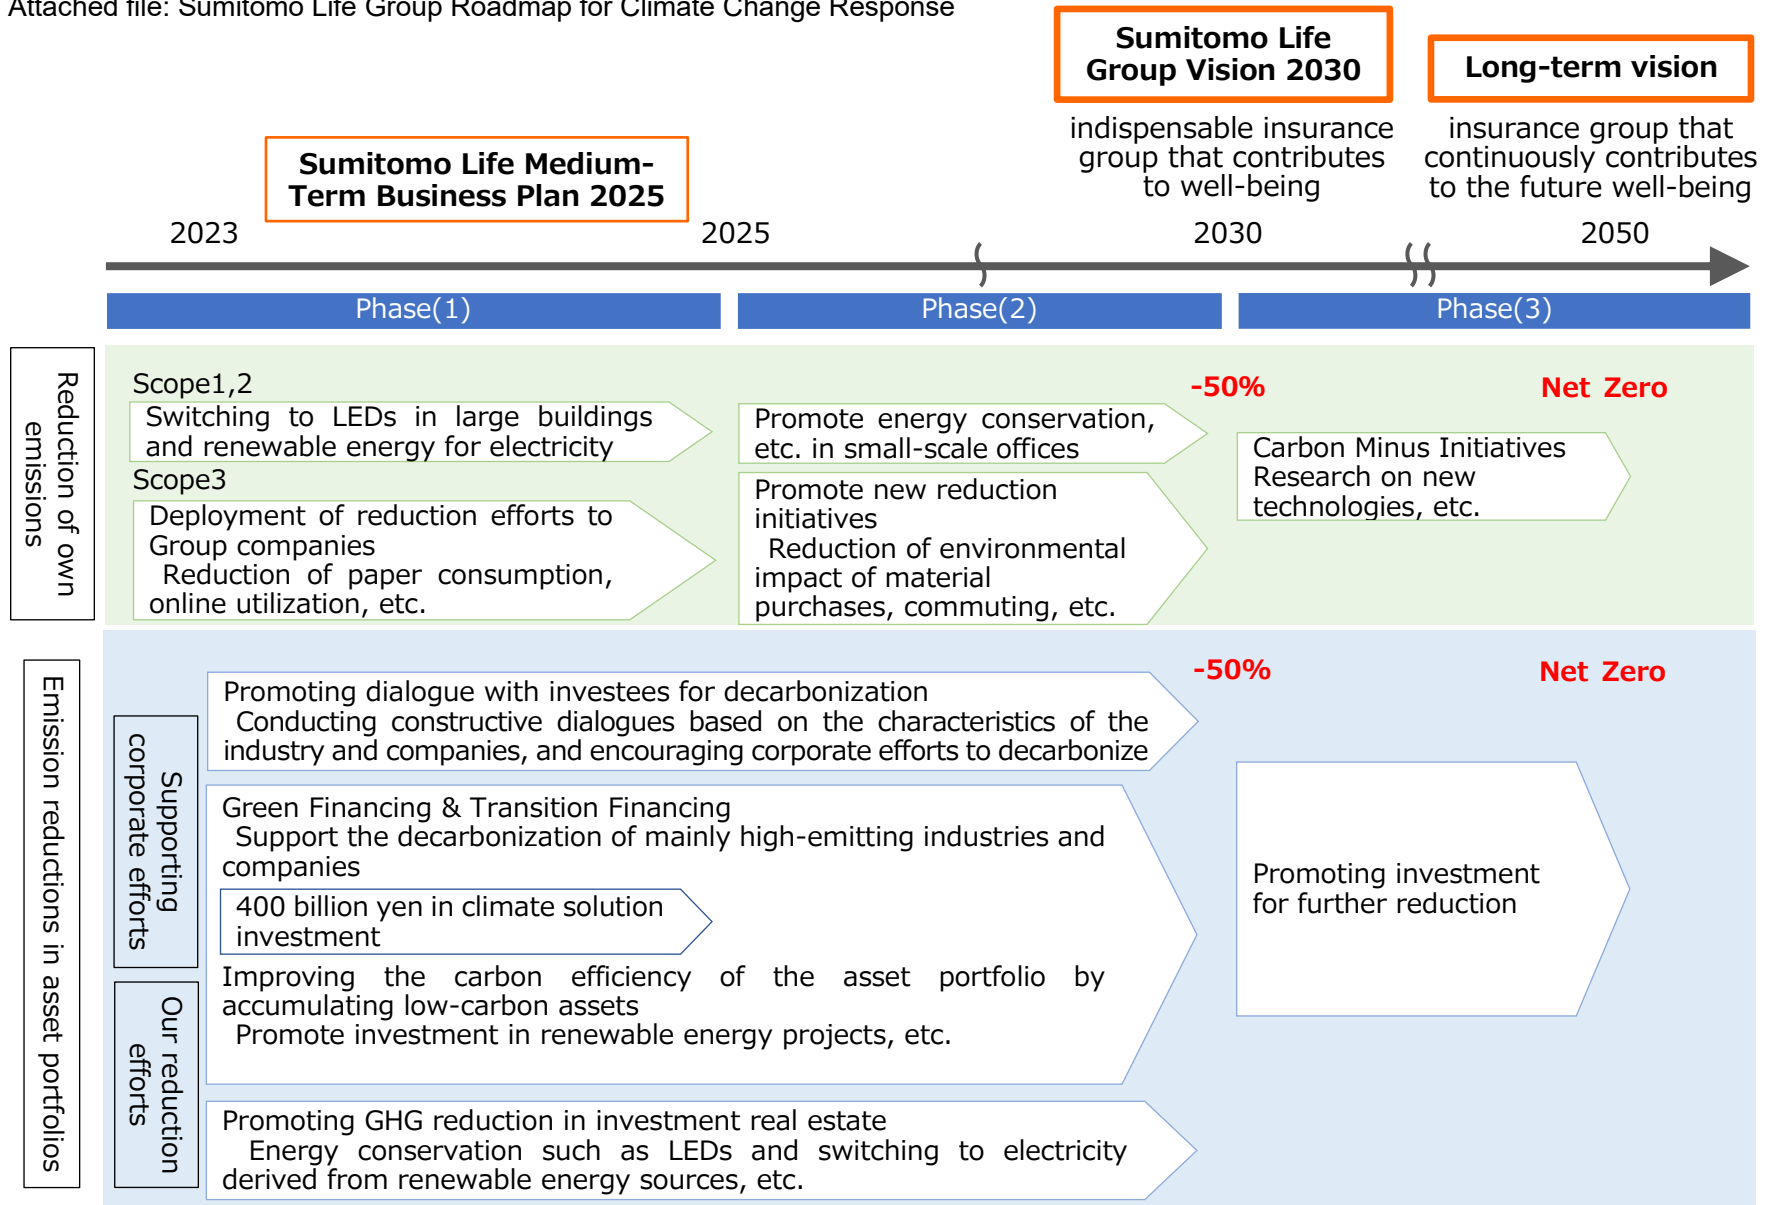 Attached file: Sumitomo Life Group Roadmap for Climate Change Response
Sumitomo Life
Group Vision 2030
Long-term vision
indispensable insurance
group that contributes
to well-being
insurance group that
continuously contributes
to the future well-being
Sumitomo Life Medium-
Term Business Plan 2025
2023
2025
2030
2050
Phase(1)
Phase(2)
Phase(3)
Reduction of own
emissions
Scope1,2
Switching to LEDs in large buildings
and renewable energy for electricity
Scope3
Deployment of reduction efforts to
Group companies
Reduction of paper consumption,
online utilization, etc.
Promote energy conservation,
etc. in small-scale offices
Promote new reduction
initiatives
Reduction of environmental
impact of material
purchases, commuting, etc.
-50%
Net Zero
Carbon Minus Initiatives
Research on new
technologies, etc.
Emission reductions in asset portfolios
Supporting
corporate efforts
Our reduction
efforts
Promoting dialogue with investees for decarbonization
Conducting constructive dialogues based on the characteristics of the
industry and companies, and encouraging corporate efforts to decarbonize
Green Financing & Transition Financing
Support the decarbonization of mainly high-emitting industries and
companies
400 billion yen in climate solution
investment
Improving the carbon efficiency of the asset portfolio by
accumulating low-carbon assets
Promote investment in renewable energy projects, etc.
Promoting GHG reduction in investment real estate
Energy conservation such as LEDs and switching to electricity
derived from renewable energy sources, etc.
-50%
Net Zero
Promoting investment
for further reduction